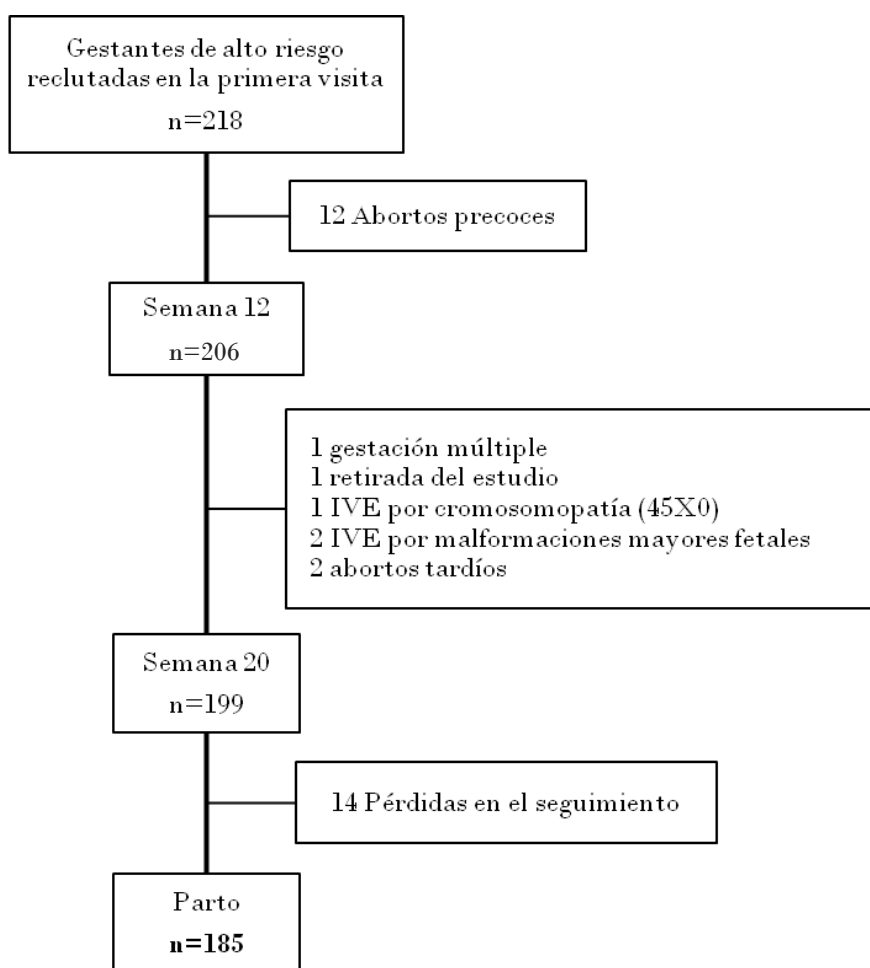 Gestantes de alto riesgo
reclutadas en la primera visita
n=218
12 Abortos precoces
Semana 12
n=206
1 gestación múltiple
1 retirada del estudio
1 IVE por cromosomopatía (45X0)
2 IVE por malformaciones mayores fetales
2 abortos tardíos
Semana 20
n=199
14 Pérdidas en el seguimiento
Parto
n=185